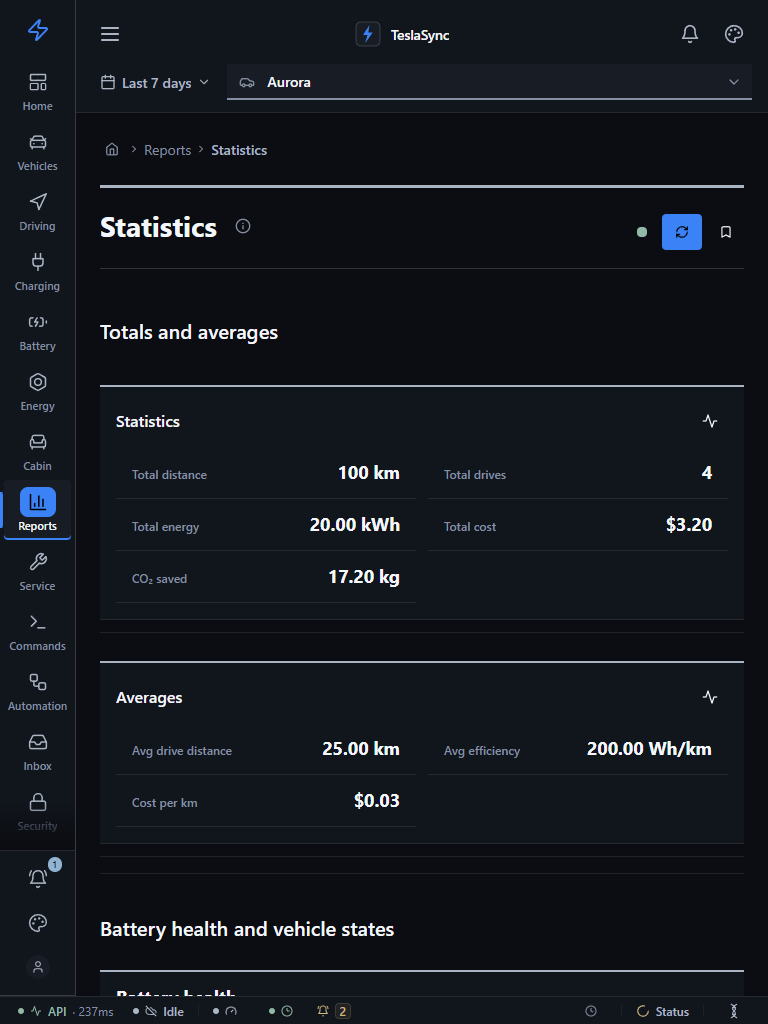 TeslaSync
Last 7 days
Aurora
Home
Vehicles
Driving
Charging
Battery
Energy
Cabin
Reports
Service
Commands
Automation
Inbox
Security
1
Reports
Statistics
Statistics
Totals and averages
Statistics
Total distance 100 km
Total drives 4
Total energy 20.00 kWh
Total cost $3.20
CO₂ saved 17.20 kg
Averages
Avg drive distance 25.00 km
Avg efficiency 200.00 Wh/km
Cost per km $0.03
Battery health and vehicle states
Battery health
API · 237ms
Idle
2
Status